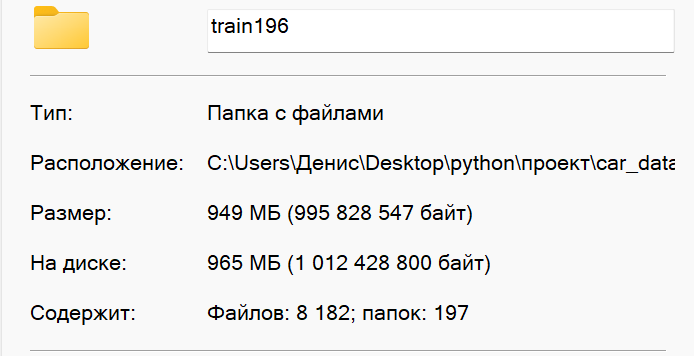 train196
Тип: Папка с файлами
Расположение: C:\Users\Денис\Desktop\python\проект\car_data
Размер: 949 МБ (995 828 547 байт)
На диске: 965 МБ (1 012 428 800 байт)
Содержит: Файлов: 8 182; папок: 197